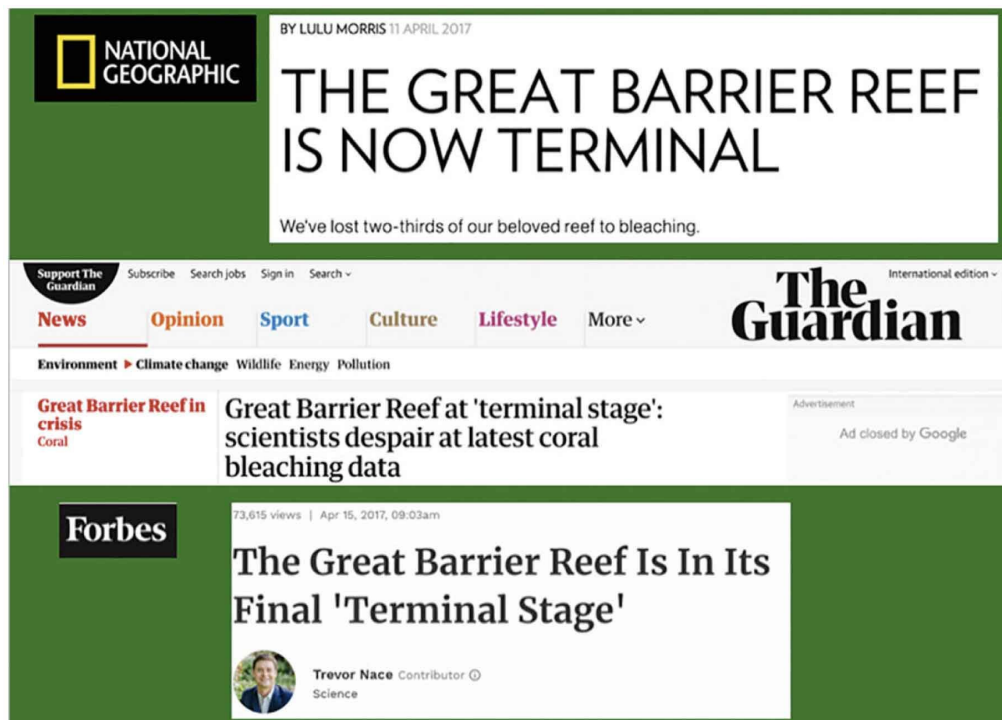 NATIONAL
GEOGRAPHIC
BY LULU MORRIS 11 APRIL 2017
THE GREAT BARRIER REEF
IS NOW TERMINAL
We've lost two-thirds of our beloved reef to bleaching.
Support The
Guardian
Subscribe Search jobs Sign in Search
International edition
The
Guardian
News Opinion Sport Culture Lifestyle More
Environment Climate change Wildlife Energy Pollution
Great Barrier Reef in
crisis
Coral
Great Barrier Reef at 'terminal stage':
scientists despair at latest coral
bleaching data
Advertisement
Ad closed by Google
Forbes
73,615 views | Apr 15, 2017, 09:03am
The Great Barrier Reef Is In Its
Final 'Terminal Stage'
Trevor Nace Contributor
Science